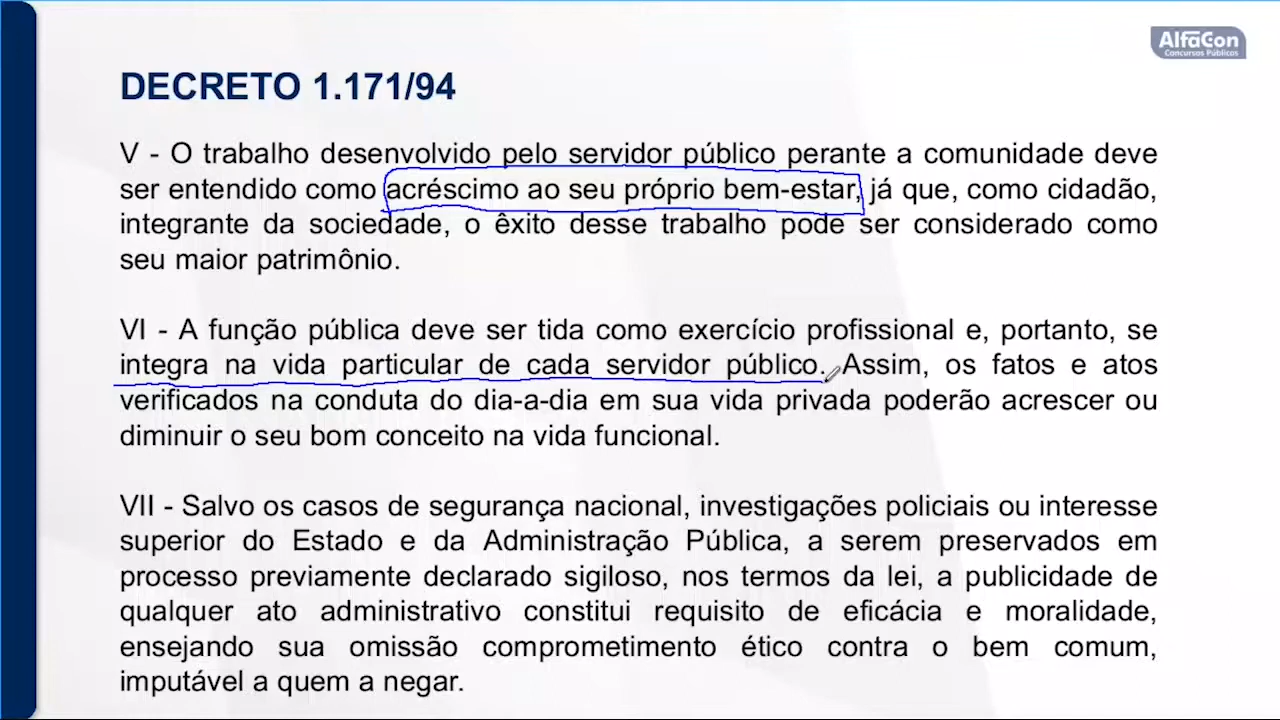 AlfaCon
Concursos Públicos
DECRETO 1.171/94
V - O trabalho desenvolvido pelo servidor público perante a comunidade deve
ser entendido como acréscimo ao seu próprio bem-estar, já que, como cidadão,
integrante da sociedade, o êxito desse trabalho pode ser considerado como
seu maior patrimônio.
VI - A função pública deve ser tida como exercício profissional e, portanto, se
integra na vida particular de cada servidor público. Assim, os fatos e atos
verificados na conduta do dia-a-dia em sua vida privada poderão acrescer ou
diminuir o seu bom conceito na vida funcional.
VII - Salvo os casos de segurança nacional, investigações policiais ou interesse
superior do Estado e da Administração Pública, a serem preservados em
processo previamente declarado sigiloso, nos termos da lei, a publicidade de
qualquer ato administrativo constitui requisito de eficácia e moralidade,
ensejando sua omissão comprometimento ético contra o bem comum,
imputável a quem a negar.